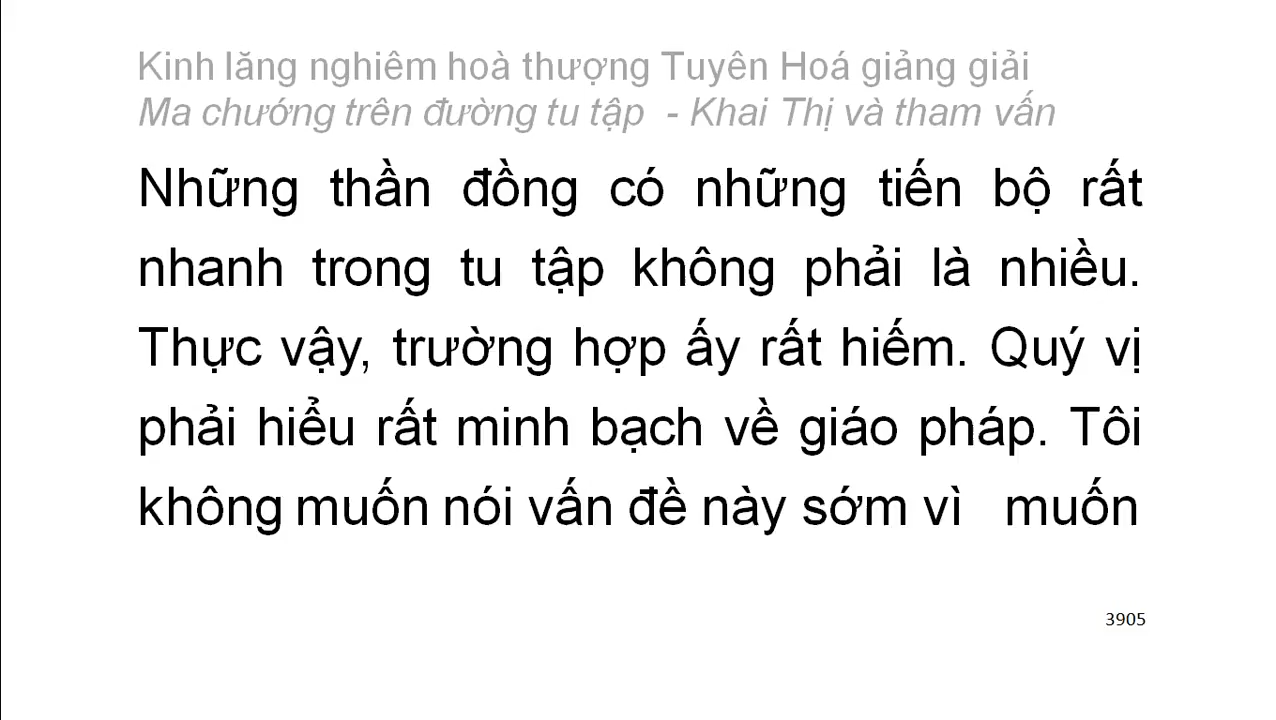 Kinh lăng nghiêm hoà thượng Tuyên Hoá giảng giải
Ma chướng trên đường tu tập - Khai Thị và tham vấn
Những thần đồng có những tiến bộ rất
nhanh trong tu tập không phải là nhiều.
Thực vậy, trường hợp ấy rất hiếm. Quý vị
phải hiểu rất minh bạch về giáo pháp. Tôi
không muốn nói vấn đề này sớm vì muốn
3905